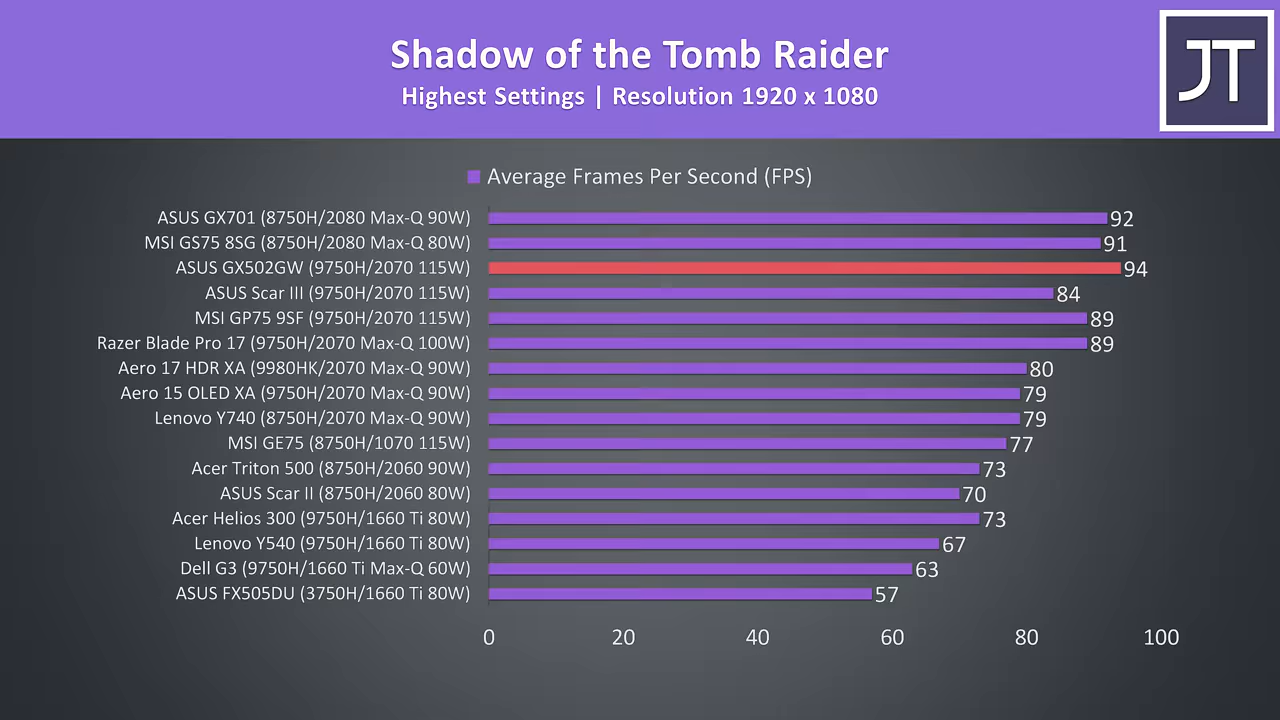 Shadow of the Tomb Raider
JT
Highest Settings | Resolution 1920 x 1080
Average Frames Per Second (FPS)
ASUS GX701 (8750H/2080 Max-Q 90W) 92
MSI GS75 8SG (8750H/2080 Max-Q 80W) 91
ASUS GX502GW (9750H/2070 115W) 94
ASUS Scar III (9750H/2070 115W) 84
MSI GP75 9SF (9750H/2070 115W) 89
Razer Blade Pro 17 (9750H/2070 Max-Q 100W) 89
Aero 17 HDR XA (9980HK/2070 Max-Q 90W) 80
Aero 15 OLED XA (9750H/2070 Max-Q 90W) 79
Lenovo Y740 (8750H/2070 Max-Q 90W) 79
MSI GE75 (8750H/1070 115W) 77
Acer Triton 500 (8750H/2060 90W) 73
ASUS Scar II (8750H/2060 80W) 70
Acer Helios 300 (9750H/1660 Ti 80W) 73
Lenovo Y540 (9750H/1660 Ti 80W) 67
Dell G3 (9750H/1660 Ti Max-Q 60W) 63
ASUS FX505DU (3750H/1660 Ti 80W) 57
0 20 40 60 80 100